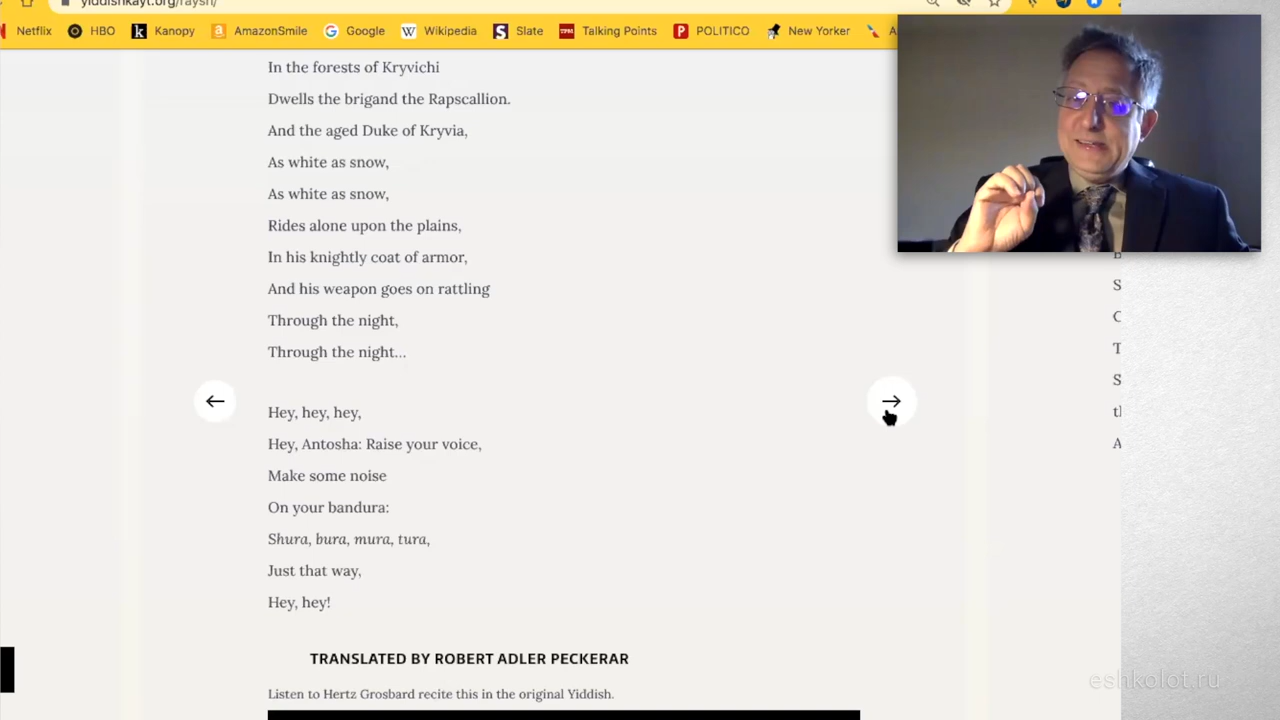 yiddishkayt.org/raysn/
Netflix HBO Kanopy AmazonSmile Google Wikipedia Slate TPM Talking Points POLITICO New Yorker
In the forests of Kryvichi
Dwells the brigand the Rapscallion.
And the aged Duke of Kryvia,
As white as snow,
As white as snow,
Rides alone upon the plains,
In his knightly coat of armor,
And his weapon goes on rattling
Through the night,
Through the night...
Hey, hey, hey,
Hey, Antosha: Raise your voice,
Make some noise
On your bandura:
Shura, bura, mura, tura,
Just that way,
Hey, hey!
TRANSLATED BY ROBERT ADLER PECKERAR
Listen to Hertz Grosbard recite this in the original Yiddish.
eshkolot.ru